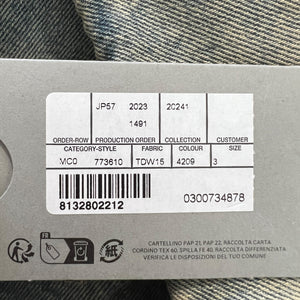 JP57 2023 20241
1491
ORDER-ROW PRODUCTION ORDER COLLECTION CUSTOMER
CATEGORY-STYLE FABRIC COLOUR SIZE
MC0 773610 TDW15 4209 3
8132802212 0300734878
CARTELLINO PAP 21, PAP 22, RACCOLTA CARTA
CORDINO TEX 60, SPILLA FE 40, RACCOLTA DIFFERENZIATA
VERIFICA LE DISPOSIZIONI DEL TUO COMUNE